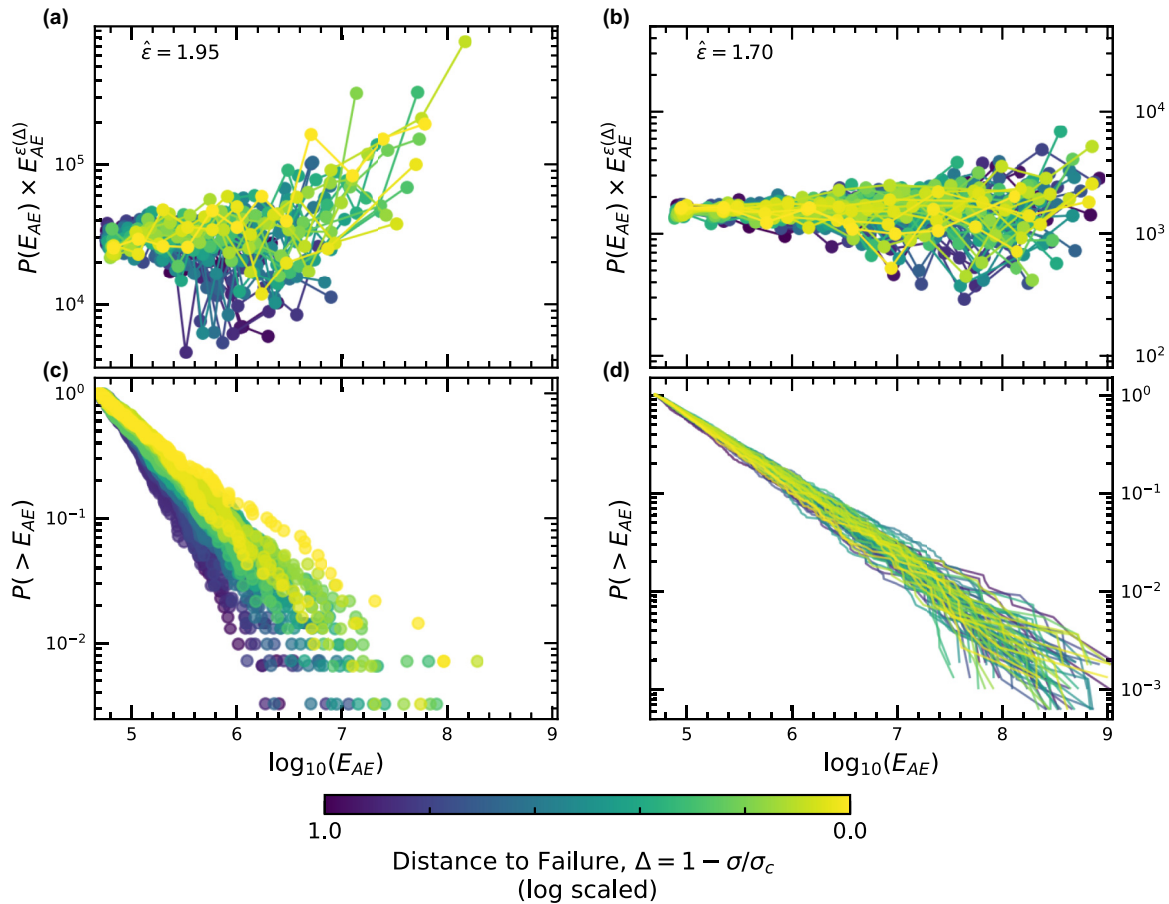 (a)
(b)
ε̂ = 1.95
ε̂ = 1.70
P(E_AE) × E_AE^ε(Δ)
10^5
10^4
P(E_AE) × E_AE^ε(Δ)
10^4
10^3
10^2
(c)
(d)
P( > E_AE)
10^0
10^-1
10^-2
P( > E_AE)
10^0
10^-1
10^-2
10^-3
5 6 7 8 9
5 6 7 8 9
log₁₀(E_AE)
log₁₀(E_AE)
1.0 0.0
Distance to Failure, Δ = 1 − σ/σ_c
(log scaled)